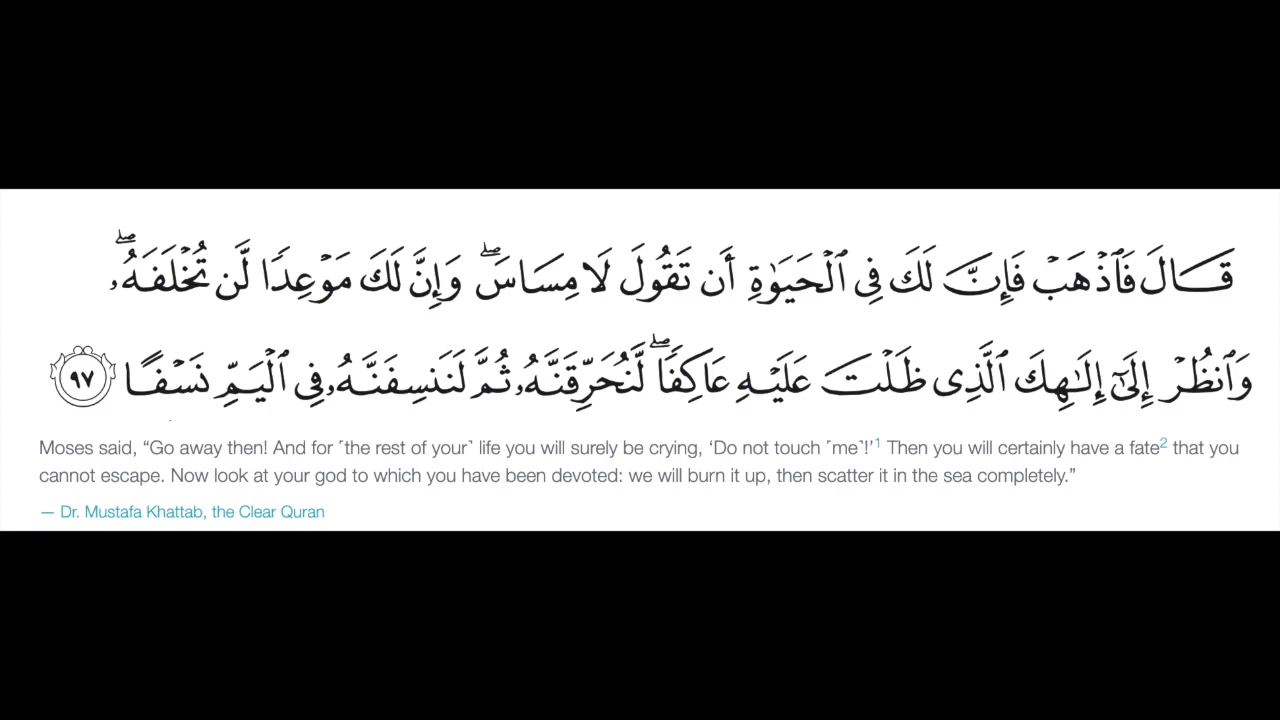 قَالَ فَٱذْهَبْ فَإِنَّ لَكَ فِى ٱلْحَيَوٰةِ أَن تَقُولَ لَا مِسَاسَ ۖ وَإِنَّ لَكَ مَوْعِدًا لَّن تُخْلَفَهُۥ ۖ
وَٱنظُرْ إِلَىٰٓ إِلَـٰهِكَ ٱلَّذِى ظَلْتَ عَلَيْهِ عَاكِفًا ۖ لَّنُحَرِّقَنَّهُۥ ثُمَّ لَنَنسِفَنَّهُۥ فِى ٱلْيَمِّ نَسْفًا ٩٧
Moses said, “Go away then! And for ˹the rest of your˺ life you will surely be crying, ‘Do not touch ˹me˺!’1 Then you will certainly have a fate2 that you
cannot escape. Now look at your god to which you have been devoted: we will burn it up, then scatter it in the sea completely.”
— Dr. Mustafa Khattab, the Clear Quran